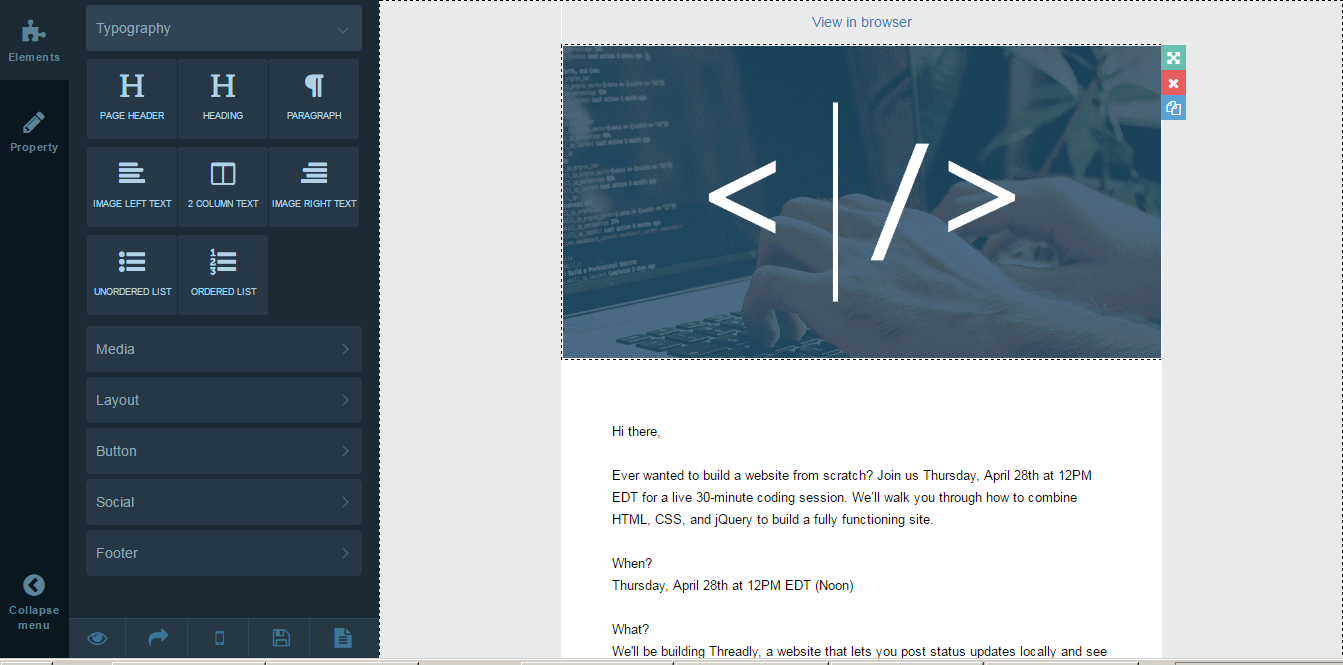 Elements
Property
Collapse
menu
Typography
H
PAGE HEADER
H
HEADING
¶
PARAGRAPH
IMAGE LEFT TEXT
2 COLUMN TEXT
IMAGE RIGHT TEXT
UNORDERED LIST
1
2
3
ORDERED LIST
Media
Layout
Button
Social
Footer
View in browser
< | />
Hi there,
Ever wanted to build a website from scratch? Join us Thursday, April 28th at 12PM
EDT for a live 30-minute coding session. We'll walk you through how to combine
HTML, CSS, and jQuery to build a fully functioning site.
When?
Thursday, April 28th at 12PM EDT (Noon)
What?
We'll be building Threadly, a website that lets you post status updates locally and see